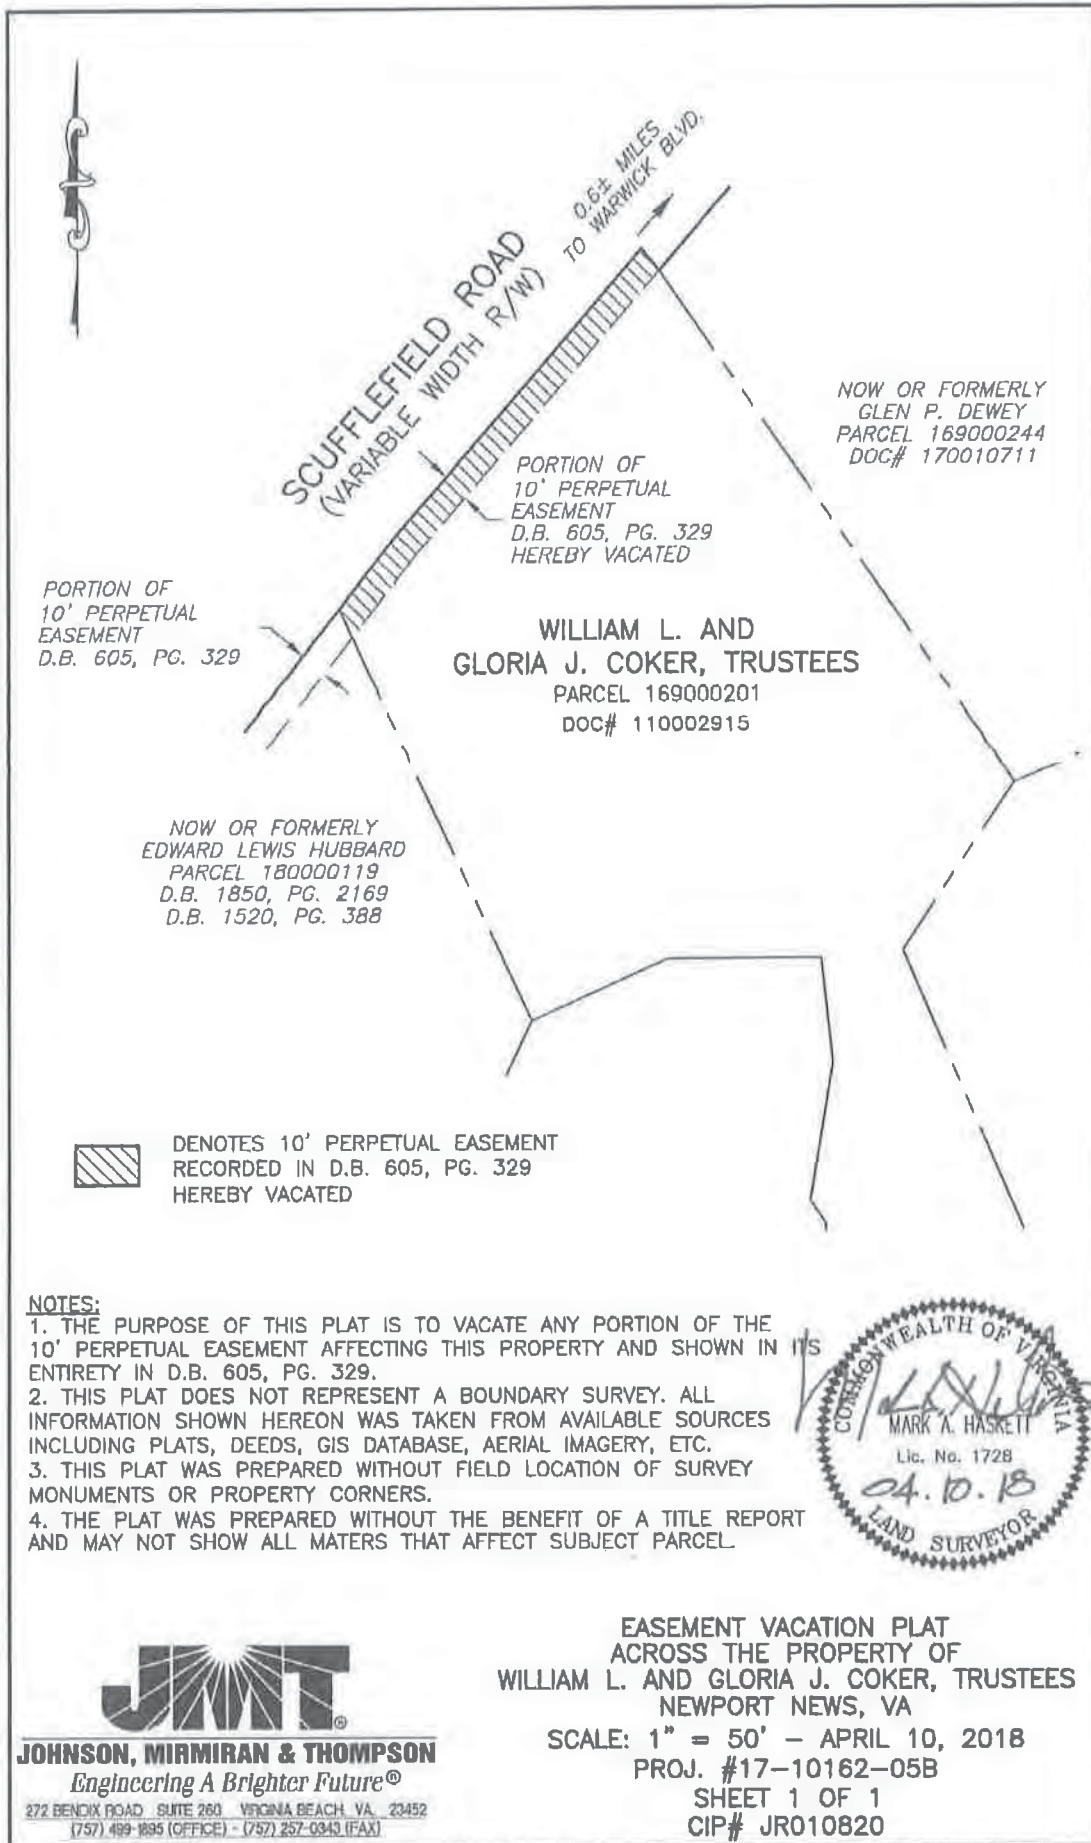 0.6± MILES
TO WARWICK BLVD.
SCUFFLEFIELD ROAD
(VARIABLE WIDTH R/W)
NOW OR FORMERLY
GLEN P. DEWEY
PARCEL 169000244
DOC# 170010711
PORTION OF
10' PERPETUAL
EASEMENT
D.B. 605, PG. 329
HEREBY VACATED
PORTION OF
10' PERPETUAL
EASEMENT
D.B. 605, PG. 329
WILLIAM L. AND
GLORIA J. COKER, TRUSTEES
PARCEL 169000201
DOC# 110002915
NOW OR FORMERLY
EDWARD LEWIS HUBBARD
PARCEL 180000119
D.B. 1850, PG. 2169
D.B. 1520, PG. 388
DENOTES 10' PERPETUAL EASEMENT
RECORDED IN D.B. 605, PG. 329
HEREBY VACATED
NOTES:
1. THE PURPOSE OF THIS PLAT IS TO VACATE ANY PORTION OF THE
10' PERPETUAL EASEMENT AFFECTING THIS PROPERTY AND SHOWN IN ITS
ENTIRETY IN D.B. 605, PG. 329.
2. THIS PLAT DOES NOT REPRESENT A BOUNDARY SURVEY. ALL
INFORMATION SHOWN HEREON WAS TAKEN FROM AVAILABLE SOURCES
INCLUDING PLATS, DEEDS, GIS DATABASE, AERIAL IMAGERY, ETC.
3. THIS PLAT WAS PREPARED WITHOUT FIELD LOCATION OF SURVEY
MONUMENTS OR PROPERTY CORNERS.
4. THE PLAT WAS PREPARED WITHOUT THE BENEFIT OF A TITLE REPORT
AND MAY NOT SHOW ALL MATERS THAT AFFECT SUBJECT PARCEL
COMMONWEALTH OF VIRGINIA
MARK A. HASKETT
Lic. No. 1728
04.10.18
LAND SURVEYOR
JMT®
JOHNSON, MIRMIRAN & THOMPSON
Engineering A Brighter Future®
272 BENDIX ROAD SUITE 260 VIRGINIA BEACH, VA. 23452
(757) 499-1895 (OFFICE) - (757) 257-0343 (FAX)
EASEMENT VACATION PLAT
ACROSS THE PROPERTY OF
WILLIAM L. AND GLORIA J. COKER, TRUSTEES
NEWPORT NEWS, VA
SCALE: 1" = 50' - APRIL 10, 2018
PROJ. #17-10162-05B
SHEET 1 OF 1
CIP# JR010820